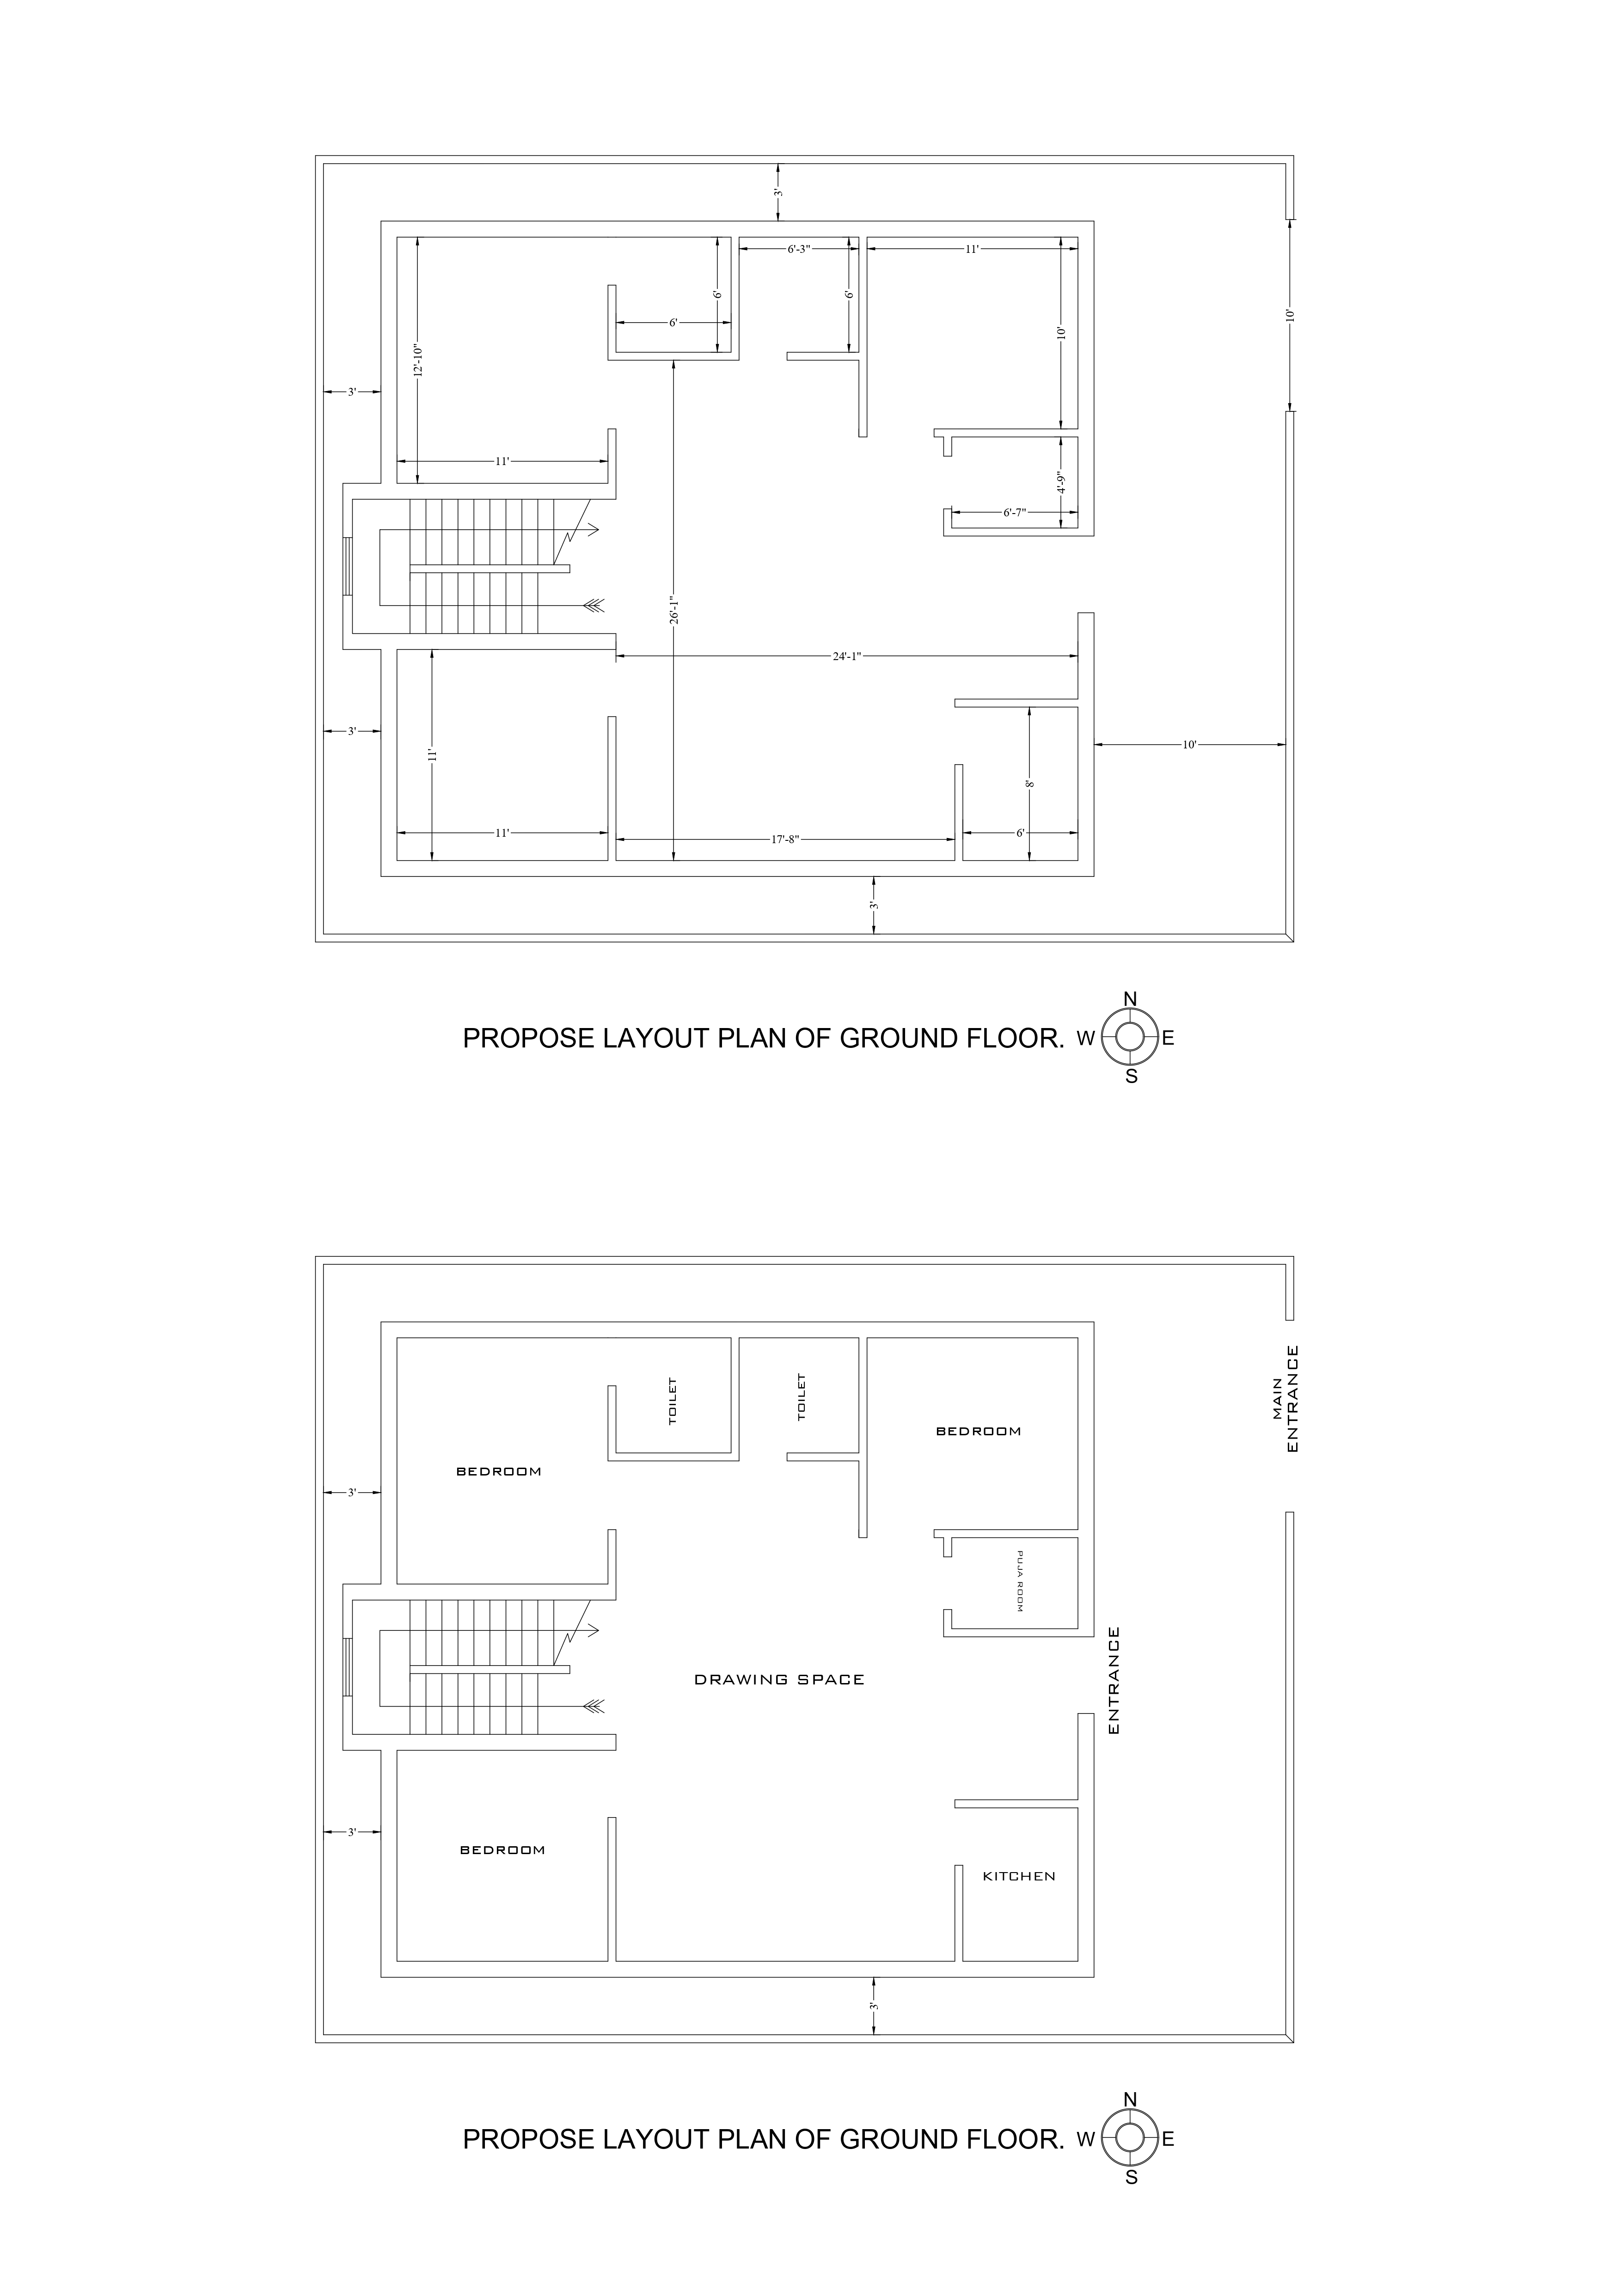 3'
6'-3"
11'
6'
6'
10'
10'
6'
12'-10"
3'
11'
4'-9"
6'-7"
26'-1"
24'-1"
3'
11'
10'
8'
11'
17'-8"
6'
3'
N
PROPOSE LAYOUT PLAN OF GROUND FLOOR. W E
S
MAIN
ENTRANCE
TOILET
TOILET
BEDROOM
BEDROOM
3'
PUJA ROOM
DRAWING SPACE
ENTRANCE
3'
BEDROOM
KITCHEN
3'
N
PROPOSE LAYOUT PLAN OF GROUND FLOOR. W E
S